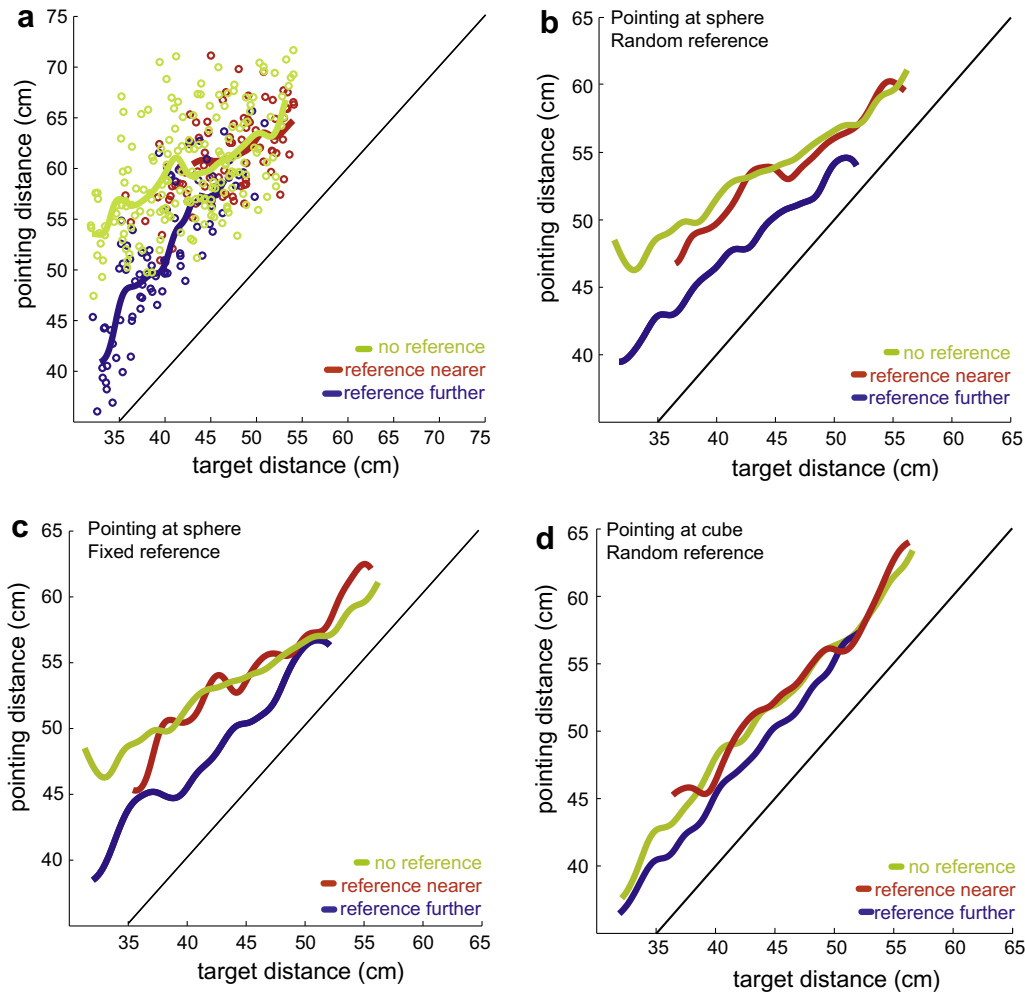 a
75
70
65
60
55
50
45
40
pointing distance (cm)
no reference
reference nearer
reference further
35 40 45 50 55 60 65 70 75
target distance (cm)
b
Pointing at sphere
Random reference
65
60
55
50
45
40
pointing distance (cm)
no reference
reference nearer
reference further
35 40 45 50 55 60 65
target distance (cm)
c
Pointing at sphere
Fixed reference
65
60
55
50
45
40
pointing distance (cm)
no reference
reference nearer
reference further
35 40 45 50 55 60 65
target distance (cm)
d
Pointing at cube
Random reference
65
60
55
50
45
40
pointing distance (cm)
no reference
reference nearer
reference further
35 40 45 50 55 60 65
target distance (cm)